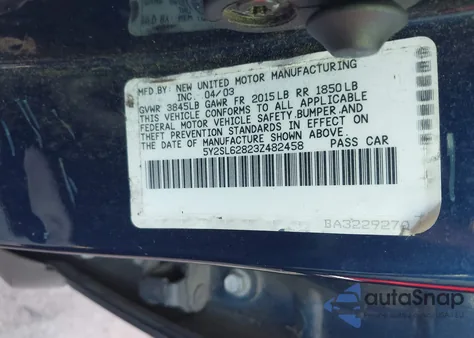 MFD BY: NEW UNITED MOTOR MANUFACTURING
INC. 04/03
GVWR 3845LB GAWR FR 2015LB RR 1850LB
THIS VEHICLE CONFORMS TO ALL APPLICABLE
FEDERAL MOTOR VEHICLE SAFETY,BUMPER,AND
THEFT PREVENTION STANDARDS IN EFFECT ON
THE DATE OF MANUFACTURE SHOWN ABOVE.
5Y2SL62823Z482458 PASS CAR
BA3229270
autoSnap